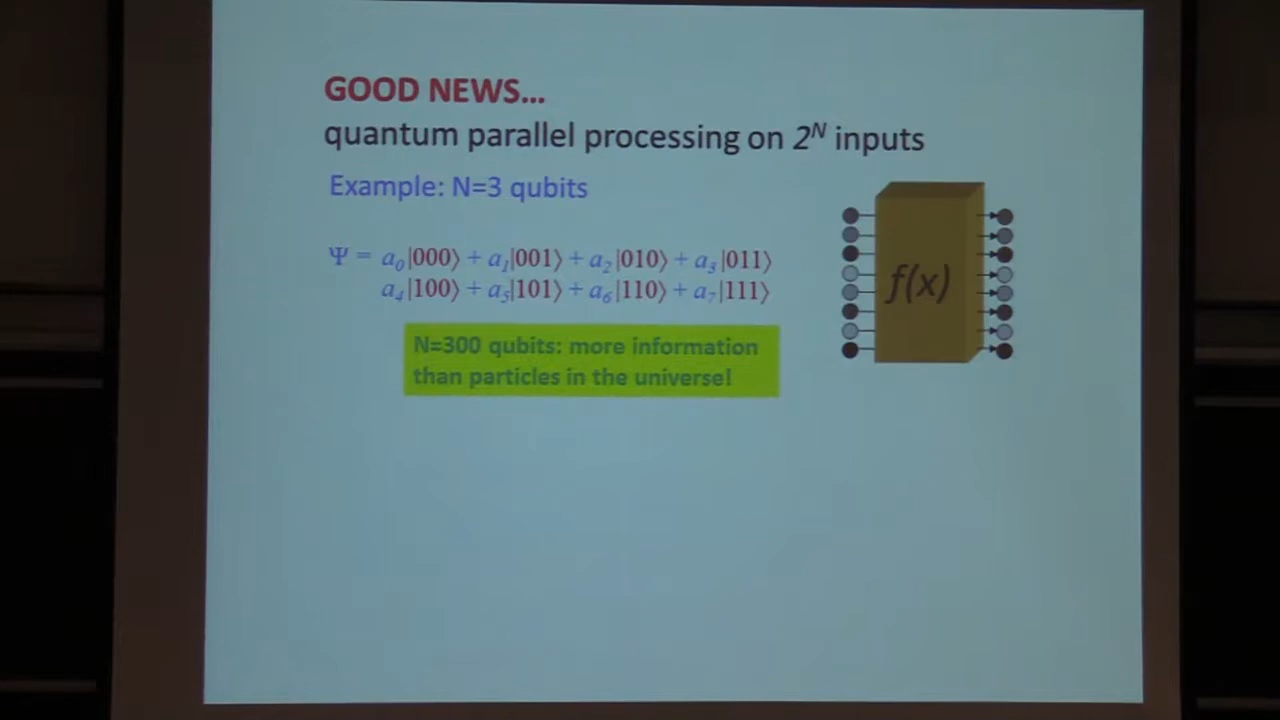 GOOD NEWS...
quantum parallel processing on 2^N inputs
Example: N=3 qubits
Ψ = a₀|000⟩ + a₁|001⟩ + a₂|010⟩ + a₃|011⟩
a₄|100⟩ + a₅|101⟩ + a₆|110⟩ + a₇|111⟩
f(x)
N=300 qubits: more information
than particles in the universe!